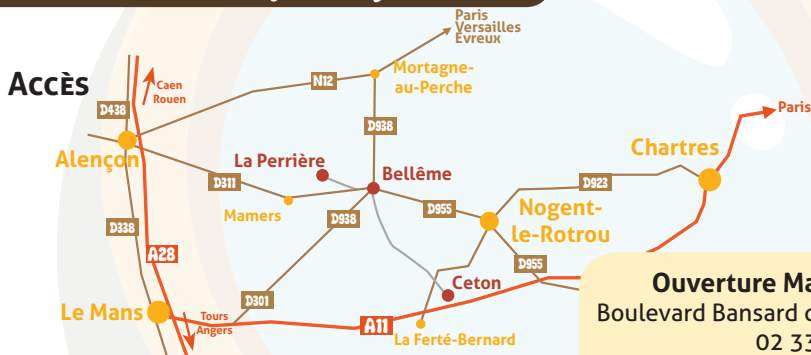 Paris
Versailles
Évreux
Accès
Caen
Rouen
N12
Mortagne-
au-Perche
Paris
D438
D938
Alençon
La Perrière
Bellême
Chartres
D311
D923
Mamers
D938
D955
Nogent-
le-Rotrou
D338
A28
D955
Ceton
D301
Le Mans
Tours
Angers
A11
La Ferté-Bernard
Ouverture Ma
Boulevard Bansard d
02 33